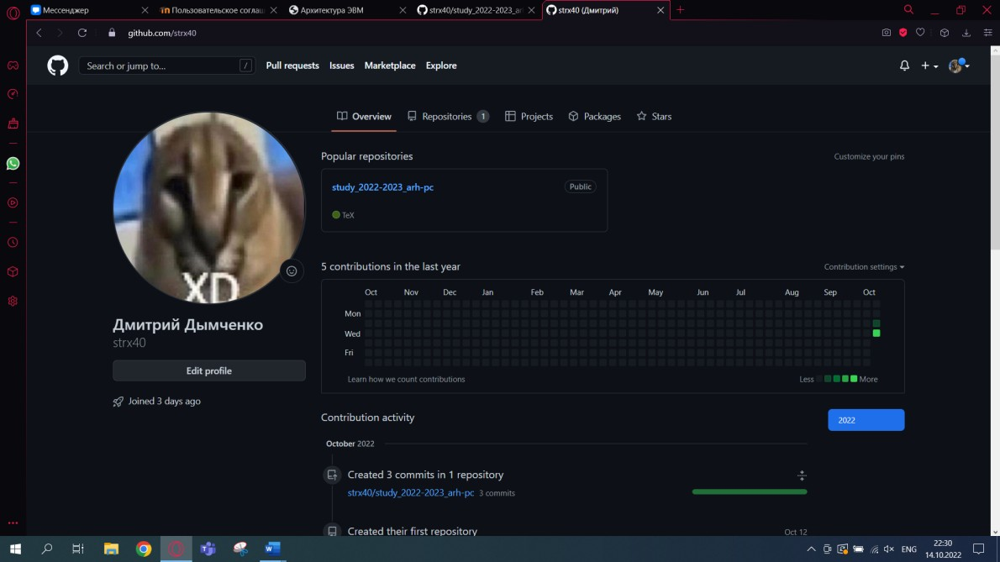 Мессенджер
Пользовательское соглаш
Архитектура ЭВМ
strx40/study_2022-2023_ar
strx40 (Дмитрий)
github.com/strx40
Search or jump to... /
Pull requests Issues Marketplace Explore
Overview Repositories 1 Projects Packages Stars
Popular repositories
Customize your pins
study_2022-2023_arh-pc Public
TeX
XD
5 contributions in the last year
Contribution settings
Oct Nov Dec Jan Feb Mar Apr May Jun Jul Aug Sep Oct
Mon
Wed
Fri
Learn how we count contributions
Less More
Дмитрий Дымченко
strx40
Edit profile
Joined 3 days ago
Contribution activity
2022
October 2022
Created 3 commits in 1 repository
strx40/study_2022-2023_arh-pc 3 commits
Created their first repository
Oct 12
ENG
22:30
14.10.2022